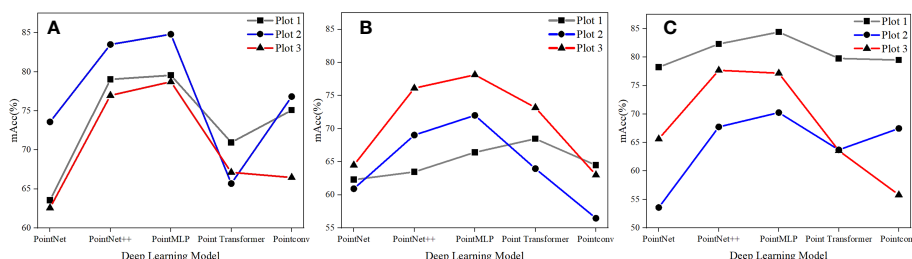 A
Plot 1
Plot 2
Plot 3
85
80
75
70
65
60
mAcc(%)
PointNet PointNet++ PointMLP Point Transformer Pointconv
Deep Learning Model
B
Plot 1
Plot 2
Plot 3
85
80
75
70
65
60
55
mAcc(%)
PointNet PointNet++ PointMLP Point Transformer Pointconv
Deep Learning Model
C
Plot 1
Plot 2
Plot 3
85
80
75
70
65
60
55
50
mAcc(%)
PointNet PointNet++ PointMLP Point Transformer Pointconv
Deep Learning Model